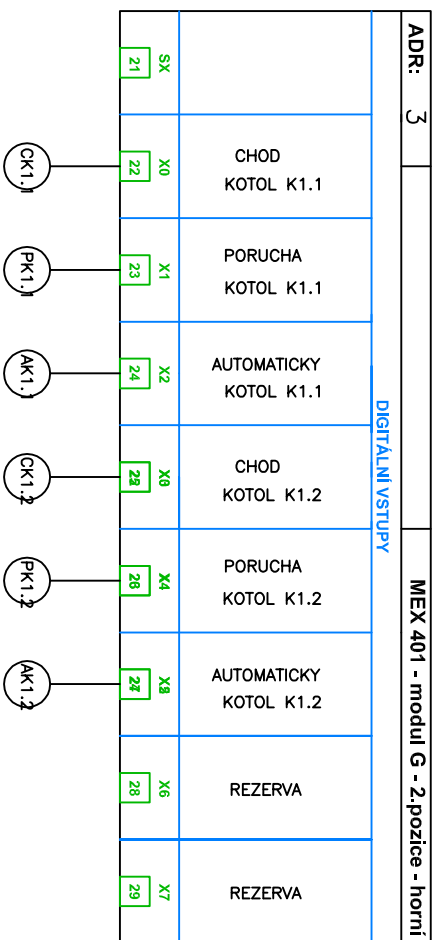 ADR: 3
MEX 401 - modul G - 2.pozice - horní
DIGITÁLNÍ VSTUPY
SX
21
CHOD
KOTOL K1.1
X0
22
CK1.1
PORUCHA
KOTOL K1.1
X1
23
PK1.1
AUTOMATICKY
KOTOL K1.1
X2
24
AK1.1
CHOD
KOTOL K1.2
CK1.2
PORUCHA
KOTOL K1.2
X4
26
PK1.2
AUTOMATICKY
KOTOL K1.2
AK1.2
REZERVA
X6
28
REZERVA
X7
29